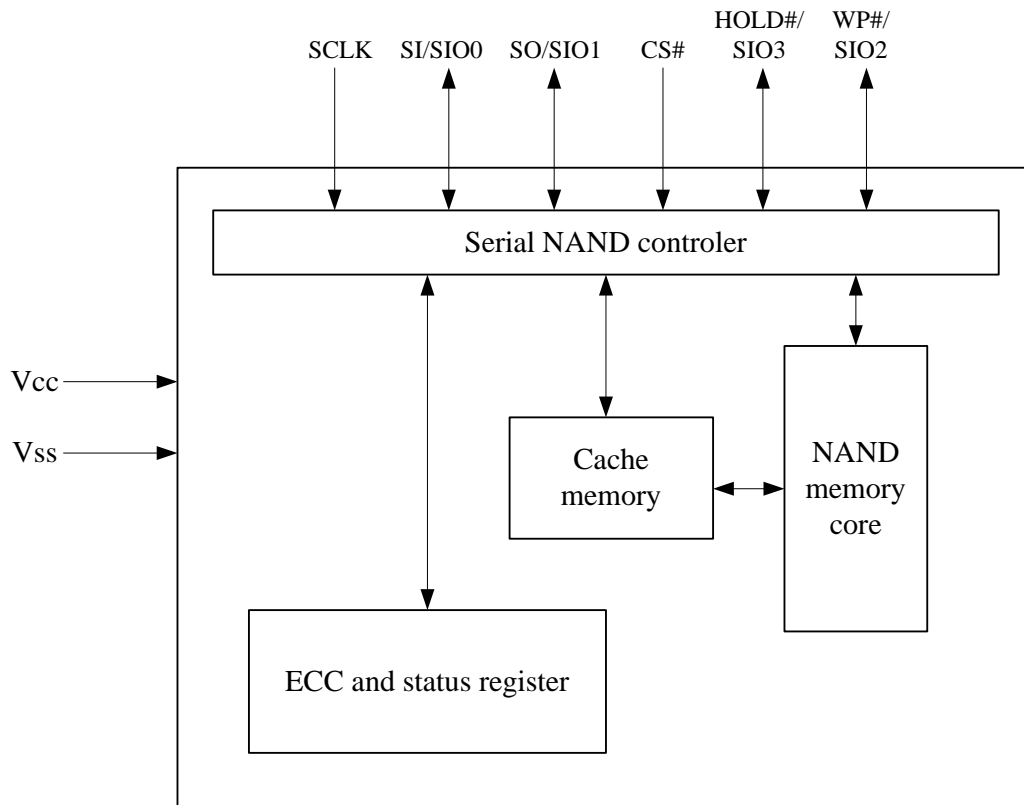 HOLD#/
SIO3
WP#/
SIO2
SCLK
SI/SIO0
SO/SIO1
CS#
Serial NAND controler
Vcc
Vss
Cache
memory
NAND
memory
core
ECC and status register